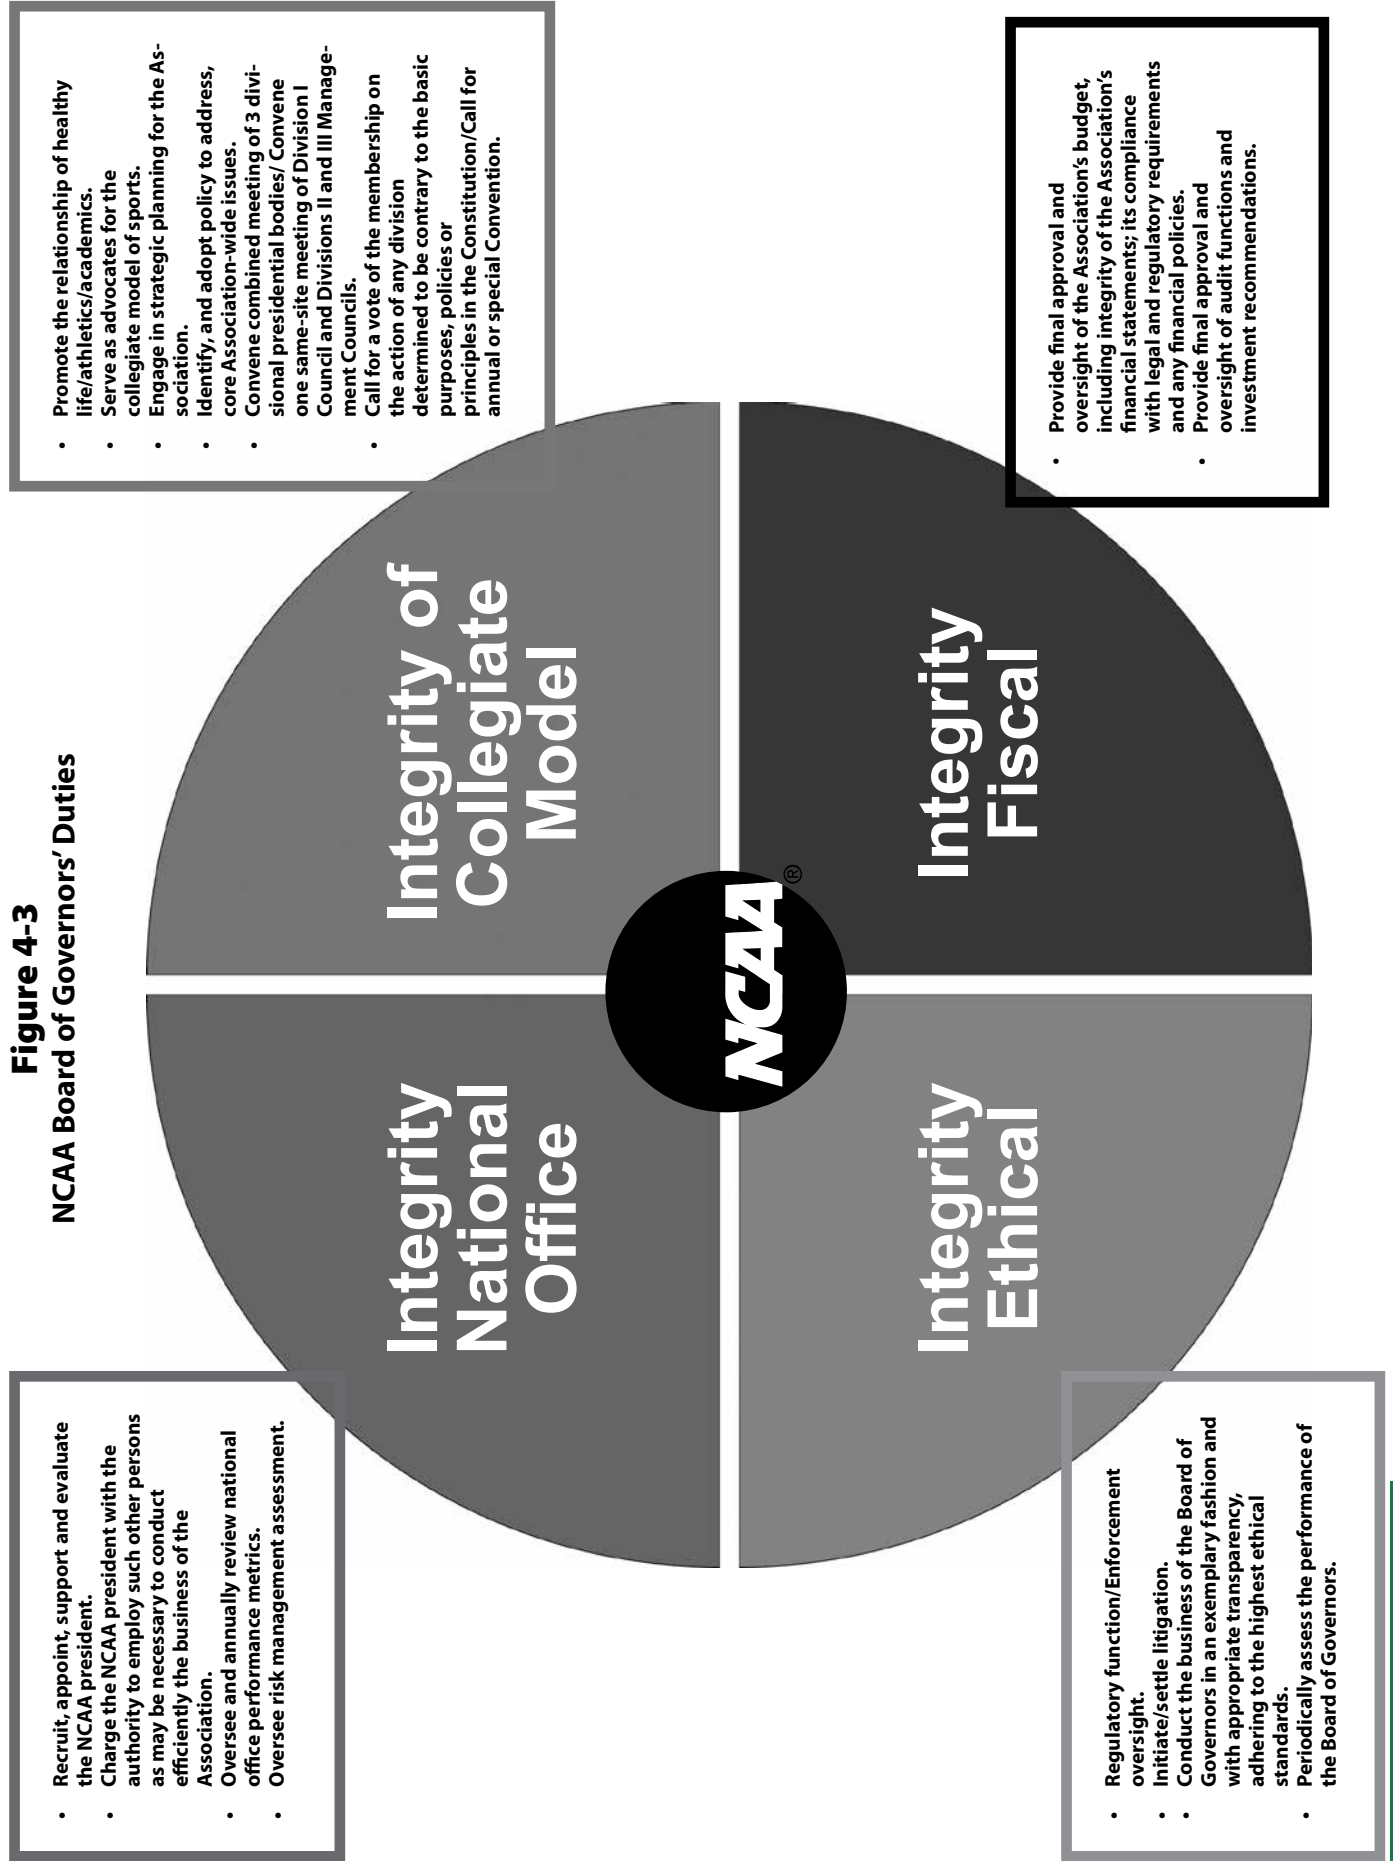 Figure 4-3
NCAA Board of Governors’ Duties
• Recruit, appoint, support and evaluate
the NCAA president.
• Charge the NCAA president with the
authority to employ such other persons
as may be necessary to conduct
efficiently the business of the
Association.
• Oversee and annually review national
office performance metrics.
• Oversee risk management assessment.
• Promote the relationship of healthy
life/athletics/academics.
• Serve as advocates for the
collegiate model of sports.
• Engage in strategic planning for the As-
sociation.
• Identify, and adopt policy to address,
core Association-wide issues.
• Convene combined meeting of 3 divi-
sional presidential bodies/ Convene
one same-site meeting of Division I
Council and Divisions II and III Manage-
ment Councils.
• Call for a vote of the membership on
the action of any division
determined to be contrary to the basic
purposes, policies or
principles in the Constitution/Call for
annual or special Convention.
Integrity
National
Office
Integrity of
Collegiate
Model
NCAA®
Integrity
Ethical
Integrity
Fiscal
• Regulatory function/Enforcement
oversight.
• Initiate/settle litigation.
• Conduct the business of the Board of
Governors in an exemplary fashion and
with appropriate transparency,
adhering to the highest ethical
standards.
• Periodically assess the performance of
the Board of Governors.
• Provide final approval and
oversight of the Association’s budget,
including integrity of the Association’s
financial statements; its compliance
with legal and regulatory requirements
and any financial policies.
• Provide final approval and
oversight of audit functions and
investment recommendations.